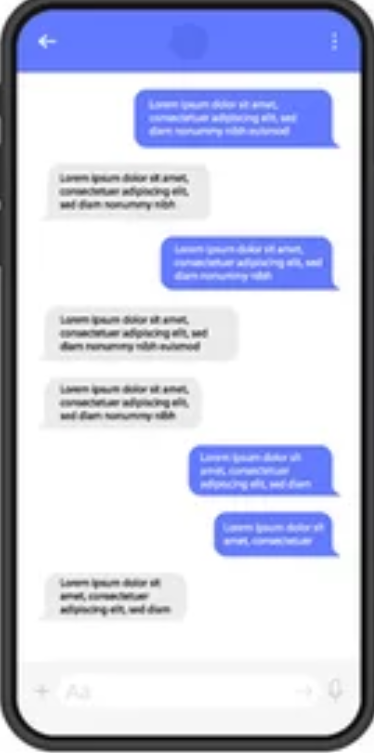 Lorem ipsum dolor sit amet,
consectetuer adipiscing elit, sed
diam nonummy nibh euismod
Lorem ipsum dolor sit amet,
consectetuer adipiscing elit,
sed diam nonummy nibh
Lorem ipsum dolor sit amet,
consectetuer adipiscing elit, sed
diam nonummy nibh
Lorem ipsum dolor sit amet,
consectetuer adipiscing elit, sed
diam nonummy nibh euismod
Lorem ipsum dolor sit amet,
consectetuer adipiscing elit,
sed diam nonummy nibh
Lorem ipsum dolor sit
amet, consectetuer
adipiscing elit, sed diam
Lorem ipsum dolor sit
amet, consectetuer
Lorem ipsum dolor sit
amet, consectetuer
adipiscing elit, sed diam
Aa